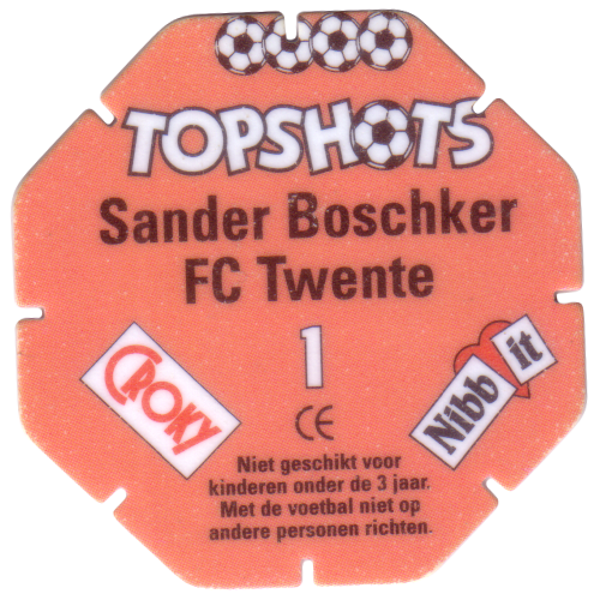 TOPSHOTS
Sander Boschker
FC Twente
1
CROKY
Nibb it
CE
Niet geschikt voor
kinderen onder de 3 jaar.
Met de voetbal niet op
andere personen richten.